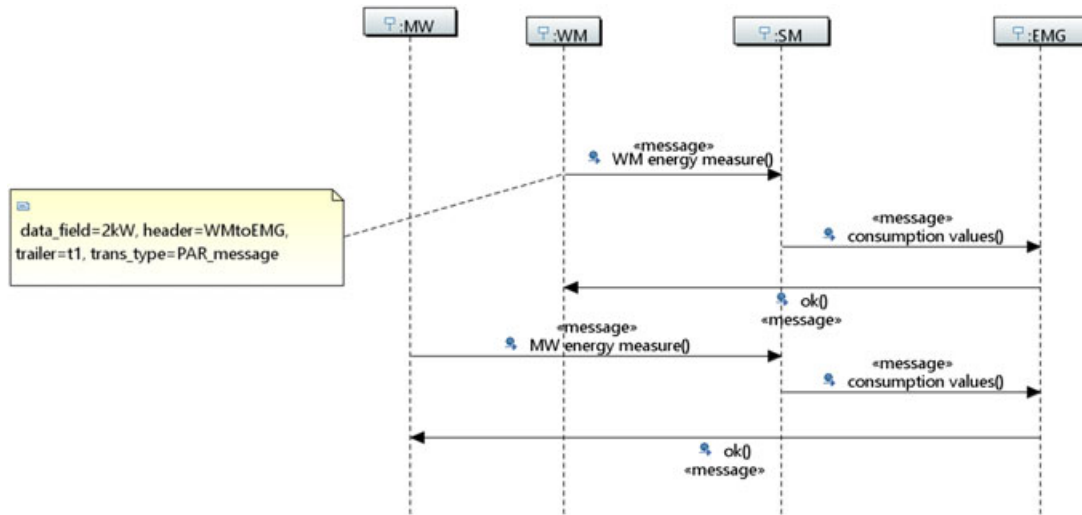 :MW
:WM
:SM
:EMG
«message»
WM energy measure()
data_field=2kW, header=WMtoEMG,
trailer=t1, trans_type=PAR_message
«message»
consumption values()
ok()
«message»
«message»
MW energy measure()
«message»
consumption values()
ok()
«message»